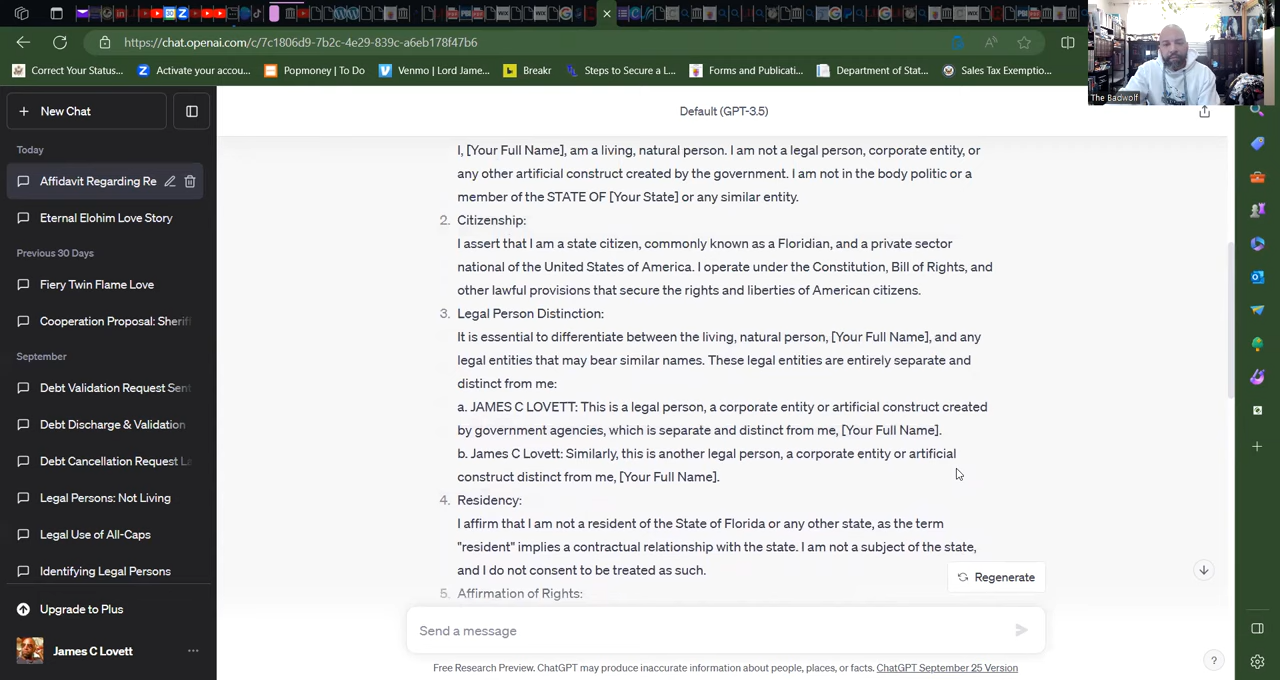 https://chat.openai.com/c/7c1806d9-7b2c-4e29-839c-a6eb178f47b6
Correct Your Status...
Activate your accou...
Popmoney | To Do
Venmo | Lord Jame...
Breakr
Steps to Secure a L...
Forms and Publicati...
Department of Stat...
Sales Tax Exemptio...
The Badwolf
New Chat
Default (GPT-3.5)
Today
Affidavit Regarding Re
Eternal Elohim Love Story
Previous 30 Days
Fiery Twin Flame Love
Cooperation Proposal: Sheri
September
Debt Validation Request Sent
Debt Discharge & Validation
Debt Cancellation Request La
Legal Persons: Not Living
Legal Use of All-Caps
Identifying Legal Persons
Upgrade to Plus
James C Lovett
I, [Your Full Name], am a living, natural person. I am not a legal person, corporate entity, or
any other artificial construct created by the government. I am not in the body politic or a
member of the STATE OF [Your State] or any similar entity.
2. Citizenship:
I assert that I am a state citizen, commonly known as a Floridian, and a private sector
national of the United States of America. I operate under the Constitution, Bill of Rights, and
other lawful provisions that secure the rights and liberties of American citizens.
3. Legal Person Distinction:
It is essential to differentiate between the living, natural person, [Your Full Name], and any
legal entities that may bear similar names. These legal entities are entirely separate and
distinct from me:
a. JAMES C LOVETT: This is a legal person, a corporate entity or artificial construct created
by government agencies, which is separate and distinct from me, [Your Full Name].
b. James C Lovett: Similarly, this is another legal person, a corporate entity or artificial
construct distinct from me, [Your Full Name].
4. Residency:
I affirm that I am not a resident of the State of Florida or any other state, as the term
"resident" implies a contractual relationship with the state. I am not a subject of the state,
and I do not consent to be treated as such.
5. Affirmation of Rights:
Regenerate
Send a message
Free Research Preview. ChatGPT may produce inaccurate information about people, places, or facts. ChatGPT September 25 Version
?